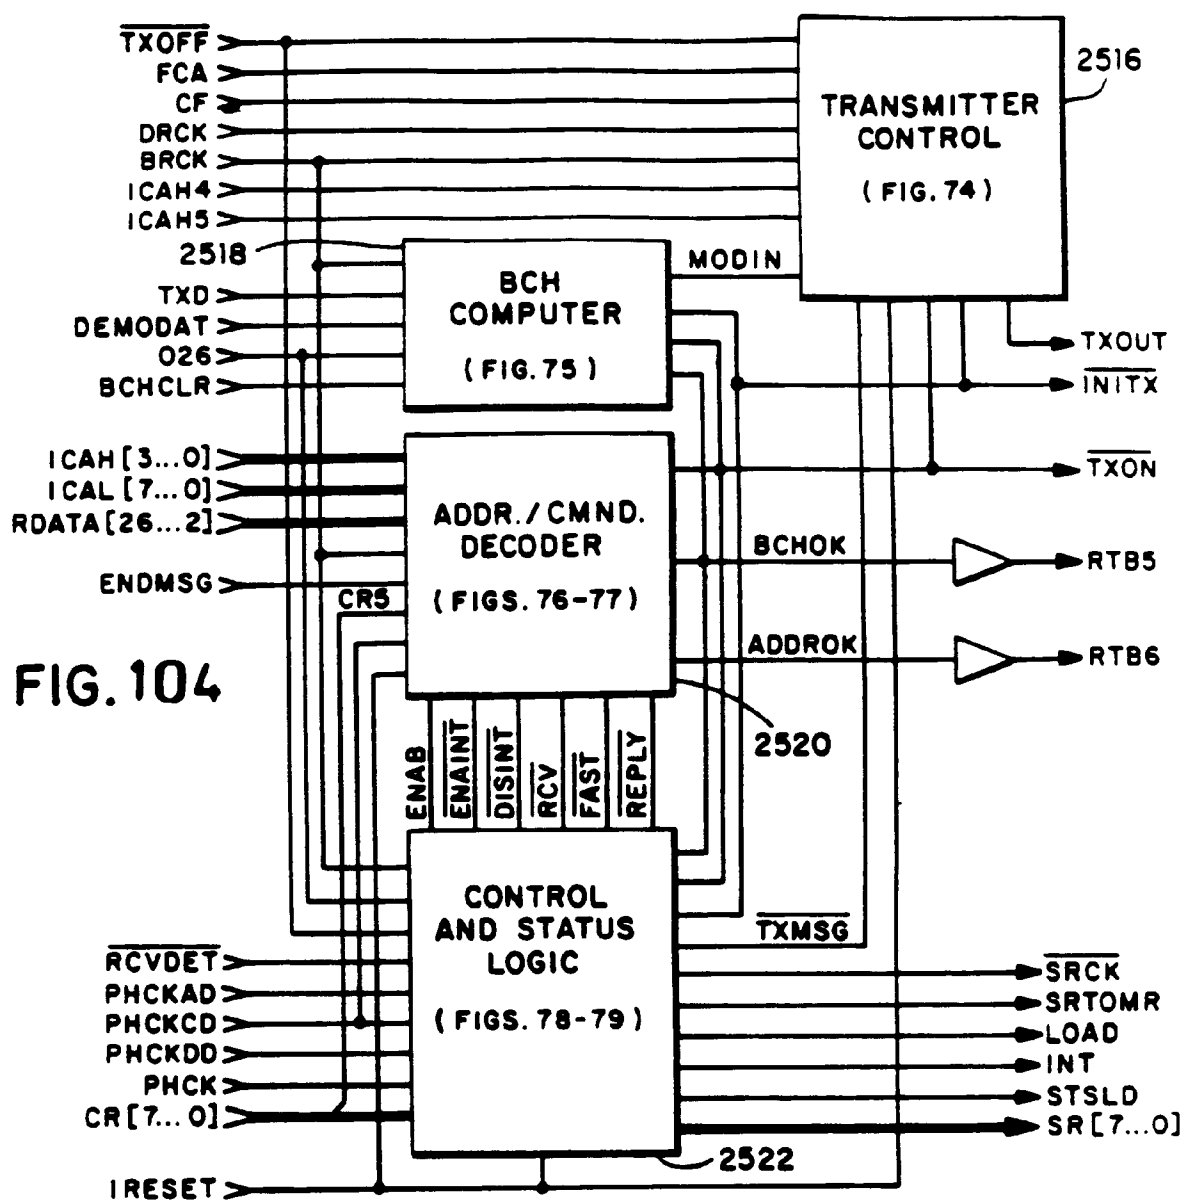 TXOFF
FCA
CF
DRCK
BRCK
ICAH4
ICAH5
TRANSMITTER
CONTROL
(FIG. 74)
2516
2518
BCH
COMPUTER
(FIG. 75)
MODIN
TXD
DEMODAT
026
BCHCLR
TXOUT
INITX
TXON
ICAH [3...0]
ICAL [7...0]
RDATA [26...2]
ENDMSG
CR5
ADDR./CMND.
DECODER
(FIGS. 76-77)
BCHOK
RTB5
ADDROK
RTB6
FIG. 104
2520
ENAB
ENAINT
DISINT
RCV
FAST
REPLY
CONTROL
AND STATUS
LOGIC
(FIGS. 78-79)
TXMSG
RCVDET
PHCKAD
PHCKCD
PHCKDD
PHCK
CR [7...0]
IRESET
SRCK
SRTOMR
LOAD
INT
STSLD
SR [7...0]
2522